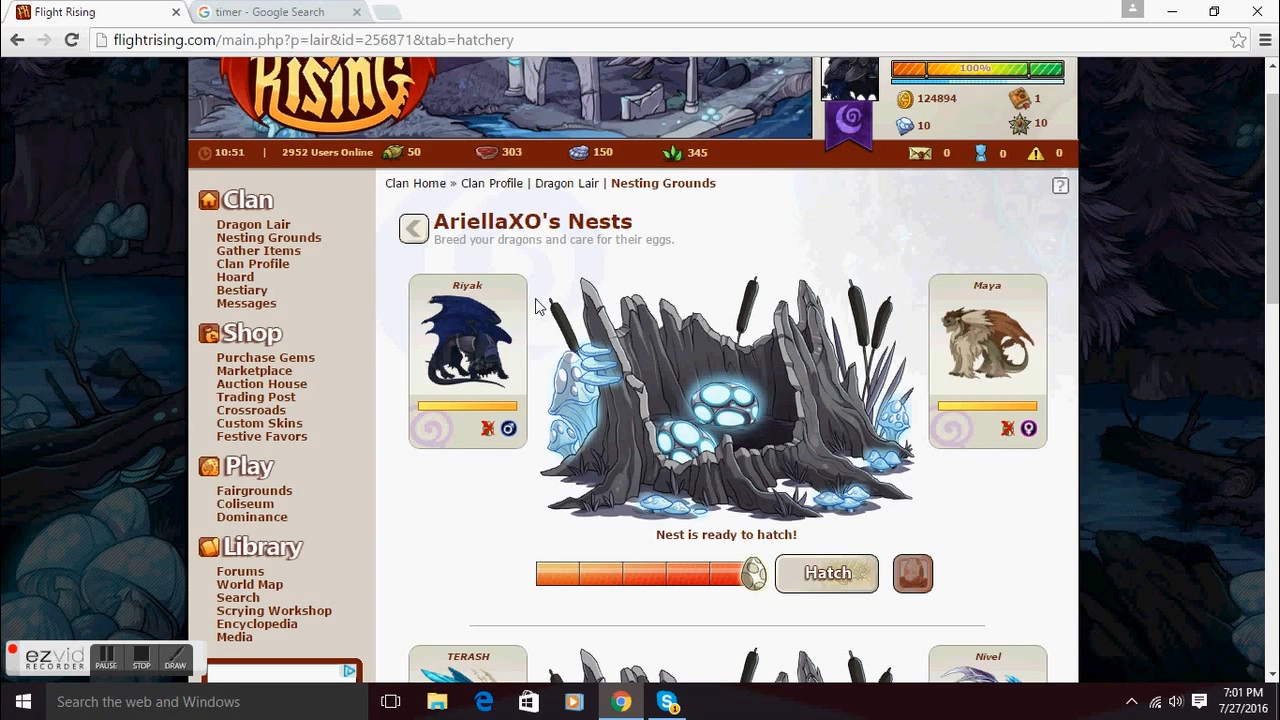 Flight Rising
timer - Google Search
flightrising.com/main.php?p=lair&id=256871&tab=hatchery
RISING
100%
124894
1
10
10
10:51 | 2952 Users Online 50 303 150 345 0 0 0
Clan Home » Clan Profile | Dragon Lair | Nesting Grounds
?
AriellaXO's Nests
Breed your dragons and care for their eggs.
Clan
Dragon Lair
Nesting Grounds
Gather Items
Clan Profile
Hoard
Bestiary
Messages
Shop
Purchase Gems
Marketplace
Auction House
Trading Post
Crossroads
Custom Skins
Festive Favors
Play
Fairgrounds
Coliseum
Dominance
Library
Forums
World Map
Search
Scrying Workshop
Encyclopedia
Media
Riyak
Maya
Nest is ready to hatch!
Hatch
TERASH
Nivel
ezvid
RECORDER
PAUSE
STOP
DRAW
Search the web and Windows
1
7:01 PM
7/27/2016